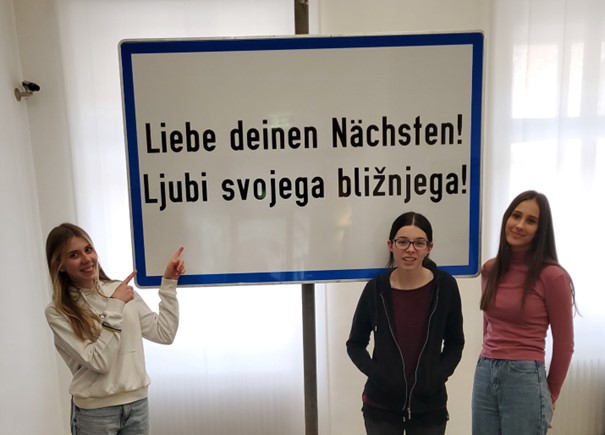 Liebe deinen Nächsten!
Ljubi svojega bližnjega!